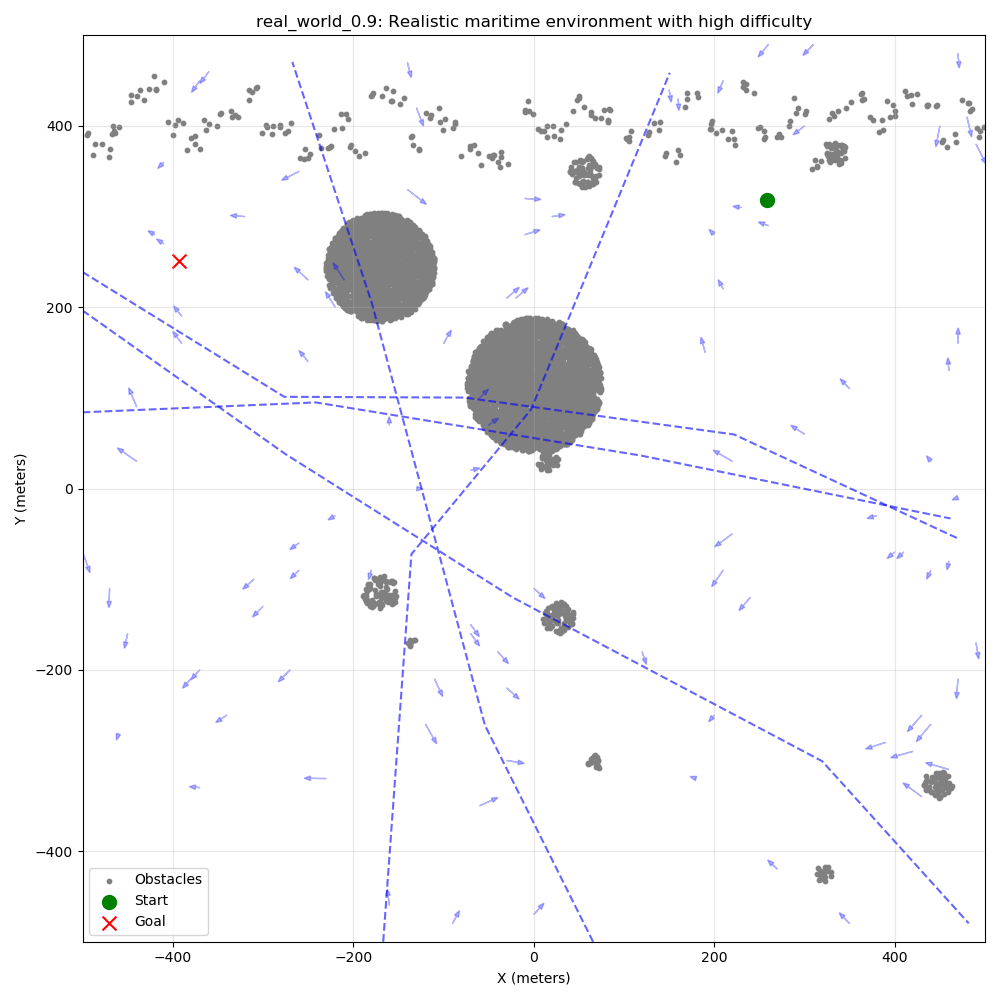 real_world_0.9: Realistic maritime environment with high difficulty
Y (meters)
400
200
0
−200
−400
Obstacles
Start
Goal
−400
−200
0
200
400
X (meters)